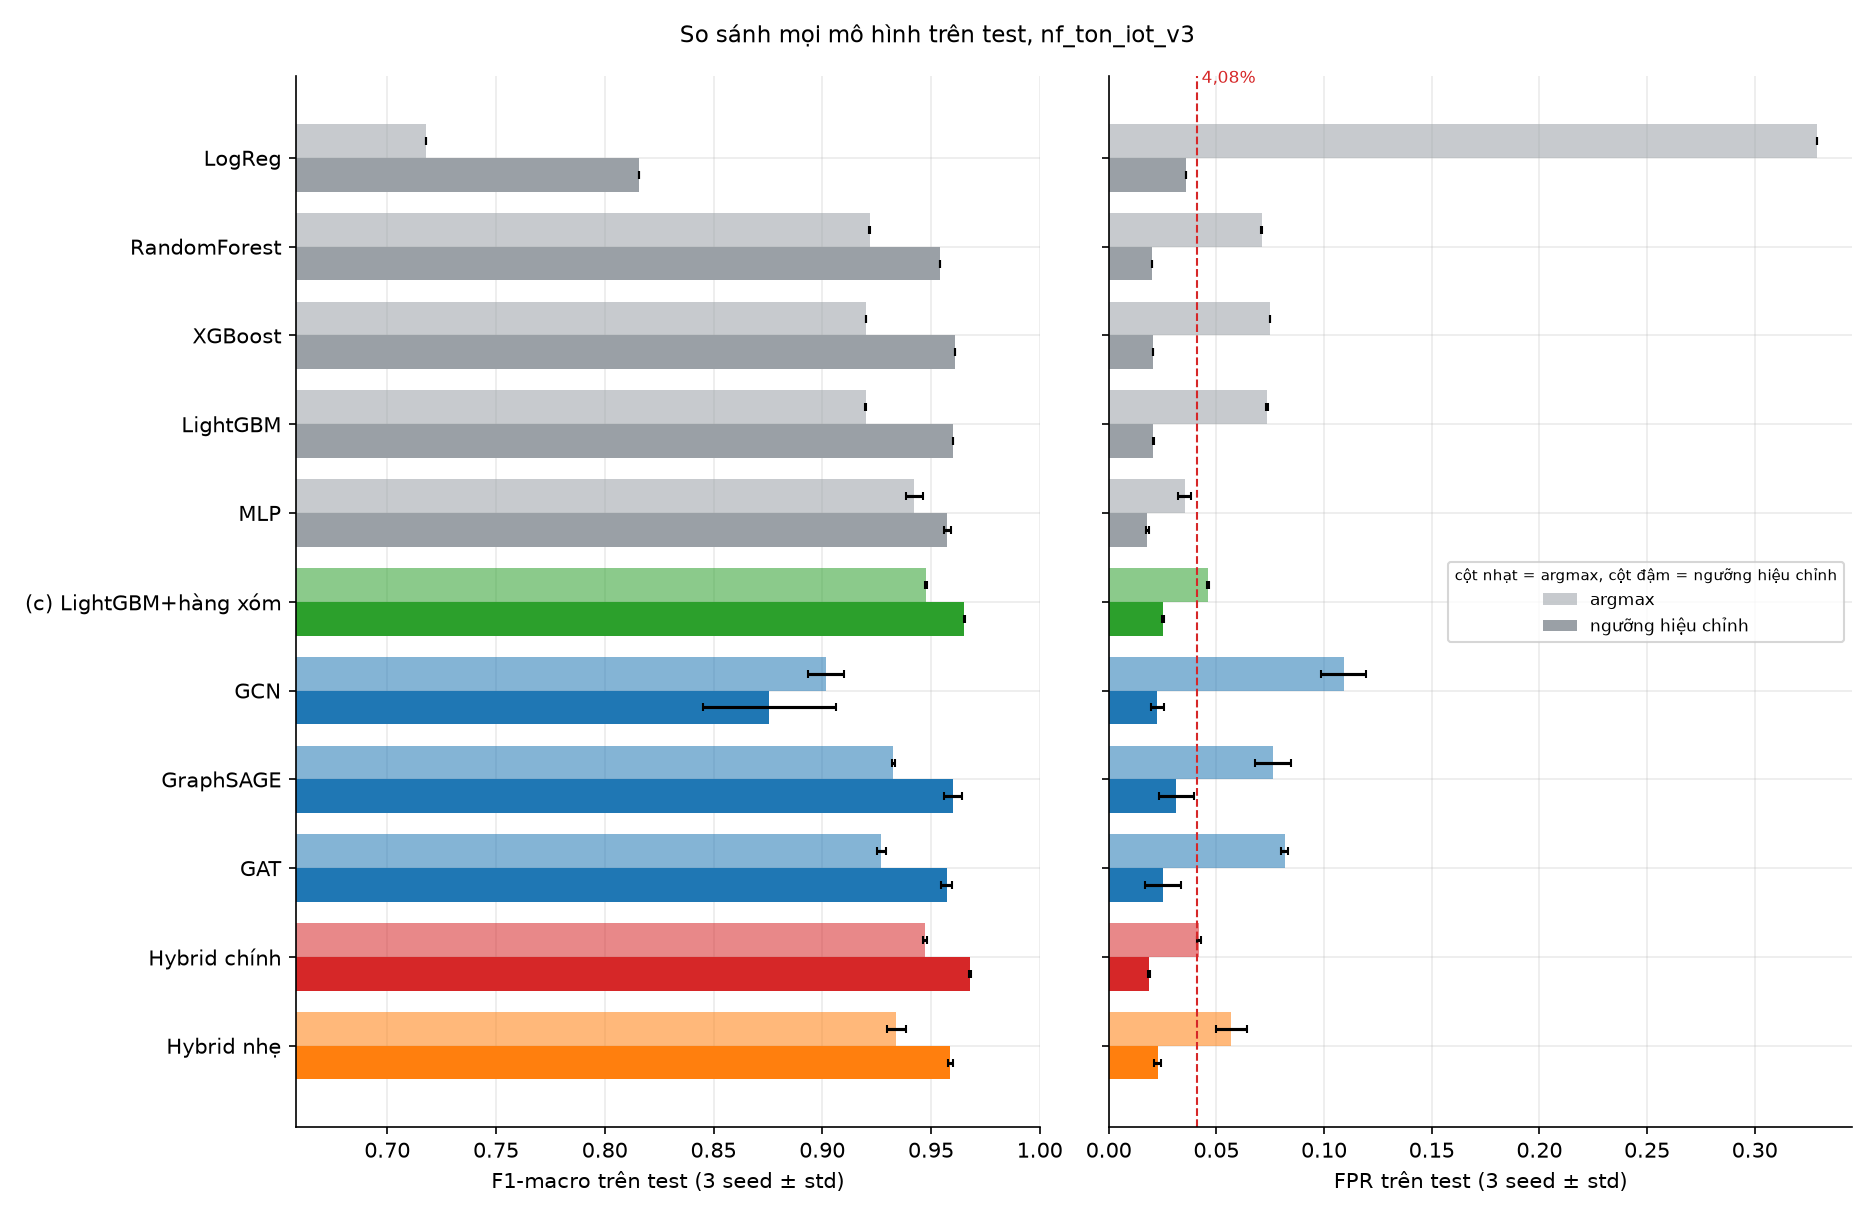 So sánh mọi mô hình trên test, nf_ton_iot_v3
4,08%
LogReg
RandomForest
XGBoost
LightGBM
MLP
(c) LightGBM+hàng xóm
GCN
GraphSAGE
GAT
Hybrid chính
Hybrid nhẹ
cột nhạt = argmax, cột đậm = ngưỡng hiệu chỉnh
argmax
ngưỡng hiệu chỉnh
0.70 0.75 0.80 0.85 0.90 0.95 1.00
F1-macro trên test (3 seed ± std)
0.00 0.05 0.10 0.15 0.20 0.25 0.30
FPR trên test (3 seed ± std)